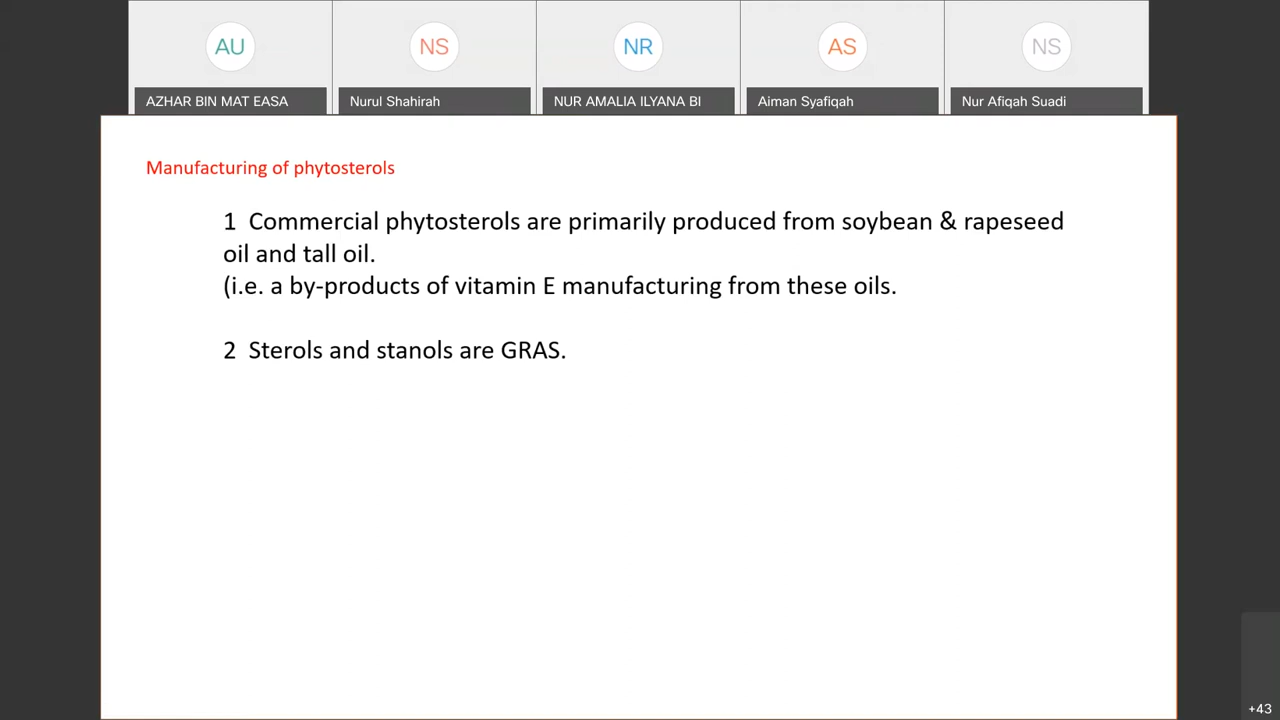 AU NS NR AS NS
AZHAR BIN MAT EASA Nurul Shahirah NUR AMALIA ILYANA BI Aiman Syafiqah Nur Afiqah Suadi
Manufacturing of phytosterols
1 Commercial phytosterols are primarily produced from soybean & rapeseed
oil and tall oil.
(i.e. a by-products of vitamin E manufacturing from these oils.
2 Sterols and stanols are GRAS.
+43